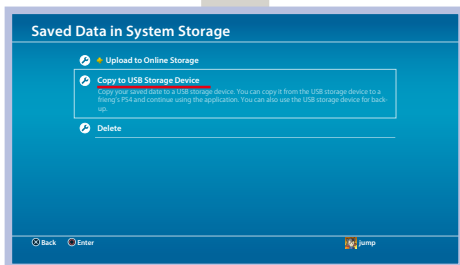 Saved Data in System Storage
Upload to Online Storage
Copy to USB Storage Device
Copy your saved date to a USB storage device. You can copy it from the USB storage device to a
frieng's PS4 and continue using the application. You can also use the USB storage device for back-
up.
Delete
Back Enter jump